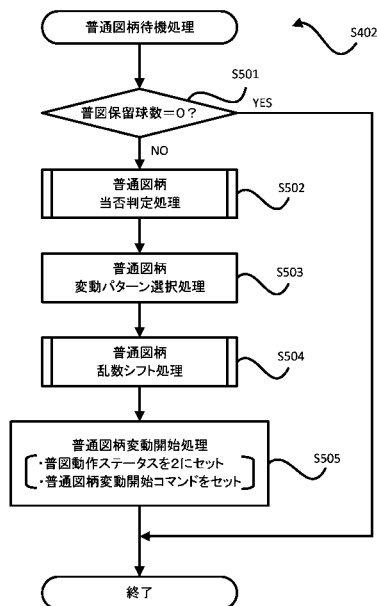 普通図柄待機処理
S402
S501
普図保留球数=０?
YES
NO
普通図柄
当否判定処理
S502
普通図柄
変動パターン選択処理
S503
普通図柄
乱数シフト処理
S504
普通図柄変動開始処理
・普図動作ステータスを2にセット
・普通図柄変動開始コマンドをセット
S505
終了